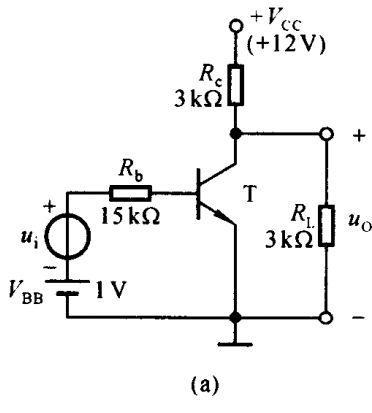 +V_CC
(+12V)
R_c
3kΩ
+
R_b
T
15kΩ
R_L
3kΩ
u_O
+
u_i
−
V_BB
1V
−
(a)